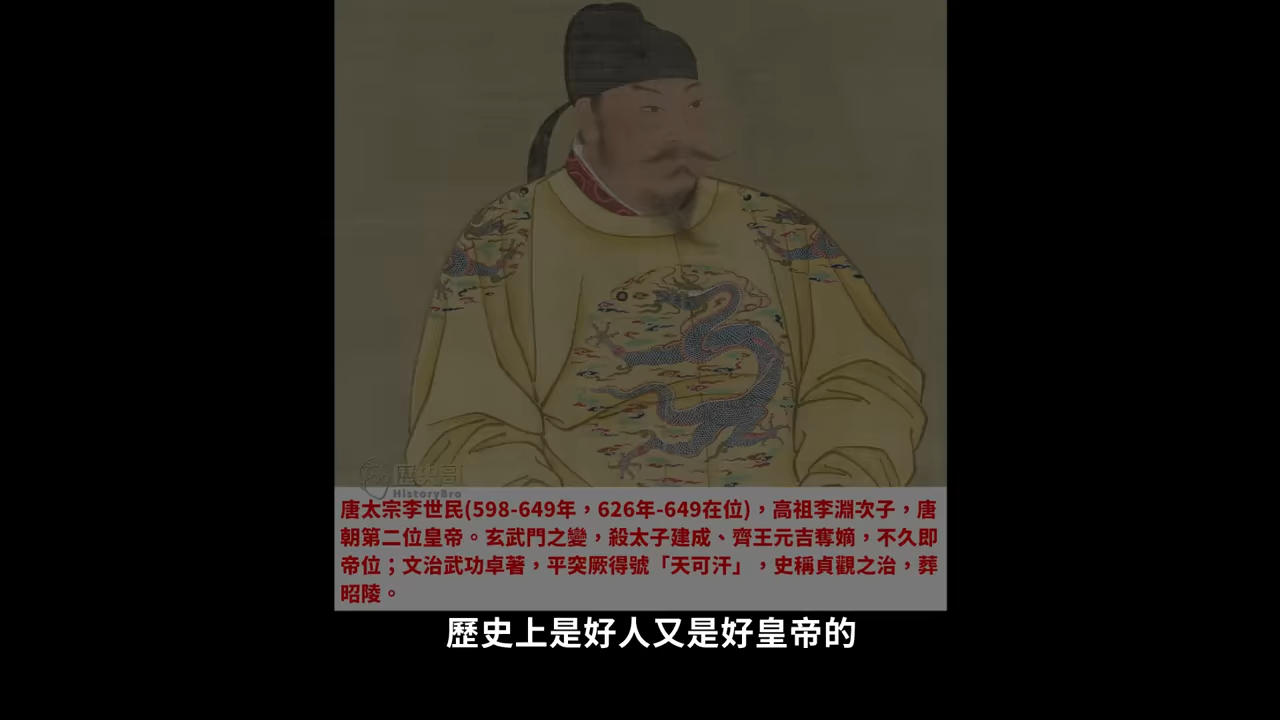 歷史哥
HistoryBro
唐太宗李世民(598-649年，626年-649在位)，高祖李淵次子，唐
朝第二位皇帝。玄武門之變，殺太子建成、齊王元吉奪嫡，不久即
帝位；文治武功卓著，平突厥得號「天可汗」，史稱貞觀之治，葬
昭陵。
歷史上是好人又是好皇帝的